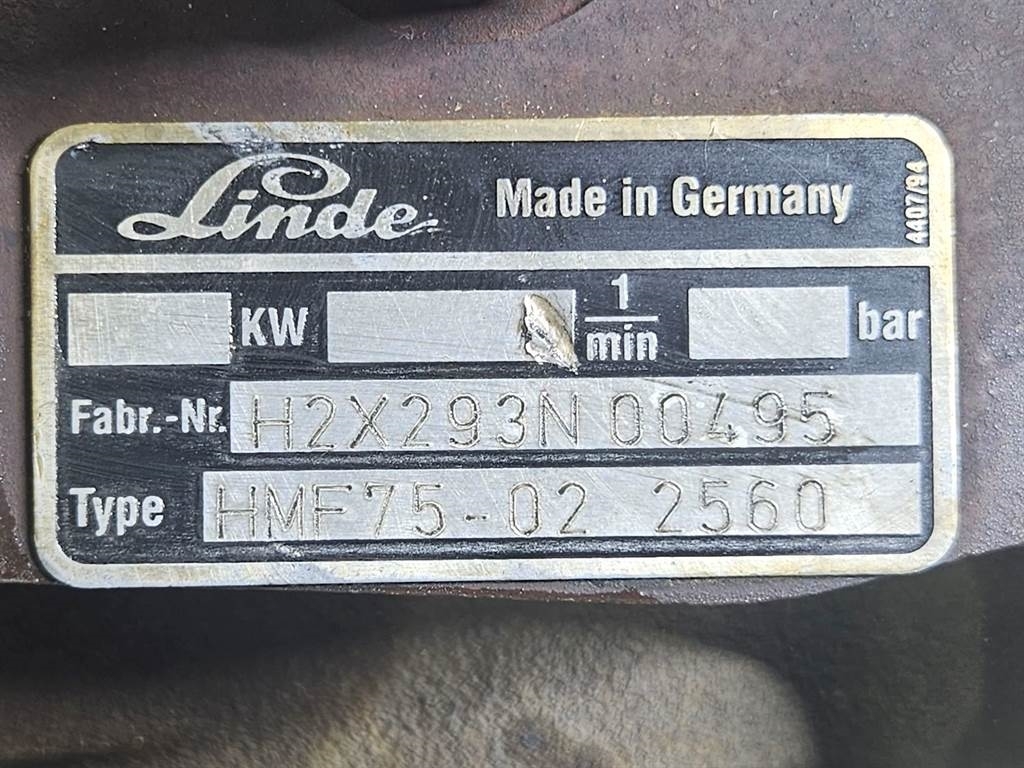 Linde Made in Germany
4407/94
KW 1/min bar
Fabr.-Nr. H2X293N00495
Type HMF75-02 2560